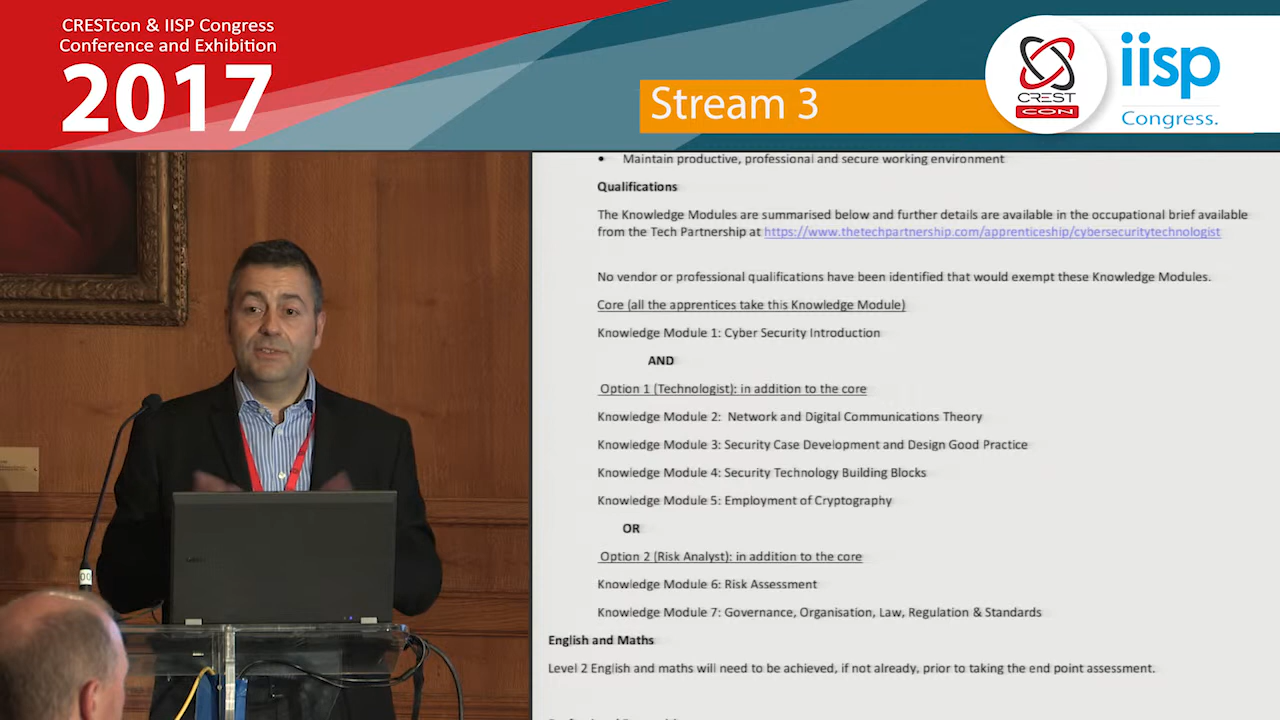 CRESTcon & IISP Congress
Conference and Exhibition
2017
Stream 3
CREST
CON
iisp
Congress.
• Maintain productive, professional and secure working environment
Qualifications
The Knowledge Modules are summarised below and further details are available in the occupational brief available
from the Tech Partnership at https://www.thetechpartnership.com/apprenticeship/cybersecuritytechnologist
No vendor or professional qualifications have been identified that would exempt these Knowledge Modules.
Core (all the apprentices take this Knowledge Module)
Knowledge Module 1: Cyber Security Introduction
AND
Option 1 (Technologist): in addition to the core
Knowledge Module 2: Network and Digital Communications Theory
Knowledge Module 3: Security Case Development and Design Good Practice
Knowledge Module 4: Security Technology Building Blocks
Knowledge Module 5: Employment of Cryptography
OR
Option 2 (Risk Analyst): in addition to the core
Knowledge Module 6: Risk Assessment
Knowledge Module 7: Governance, Organisation, Law, Regulation & Standards
English and Maths
Level 2 English and maths will need to be achieved, if not already, prior to taking the end point assessment.